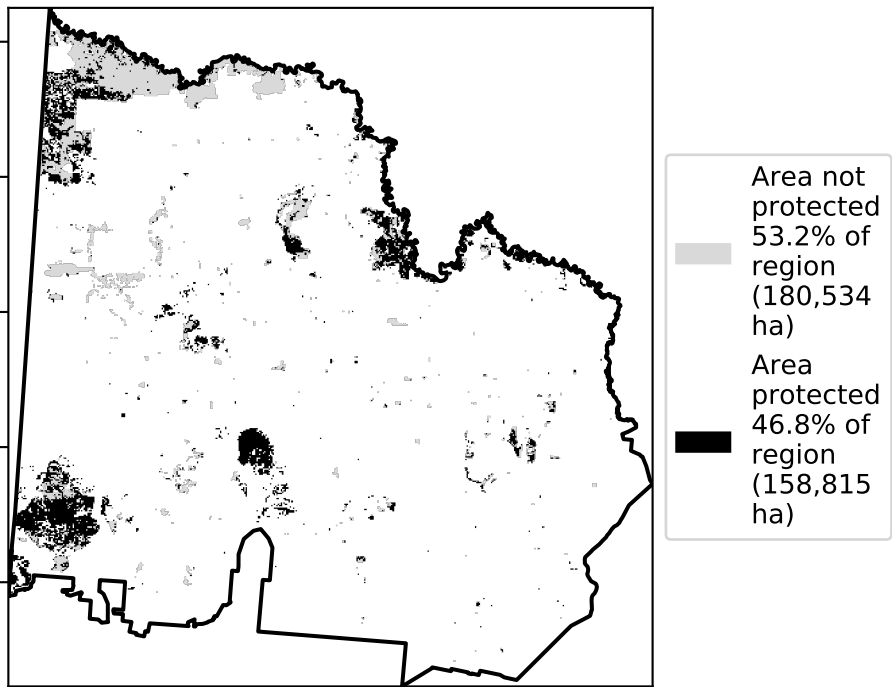 Area not
protected
53.2% of
region
(180,534
ha)
Area
protected
46.8% of
region
(158,815
ha)